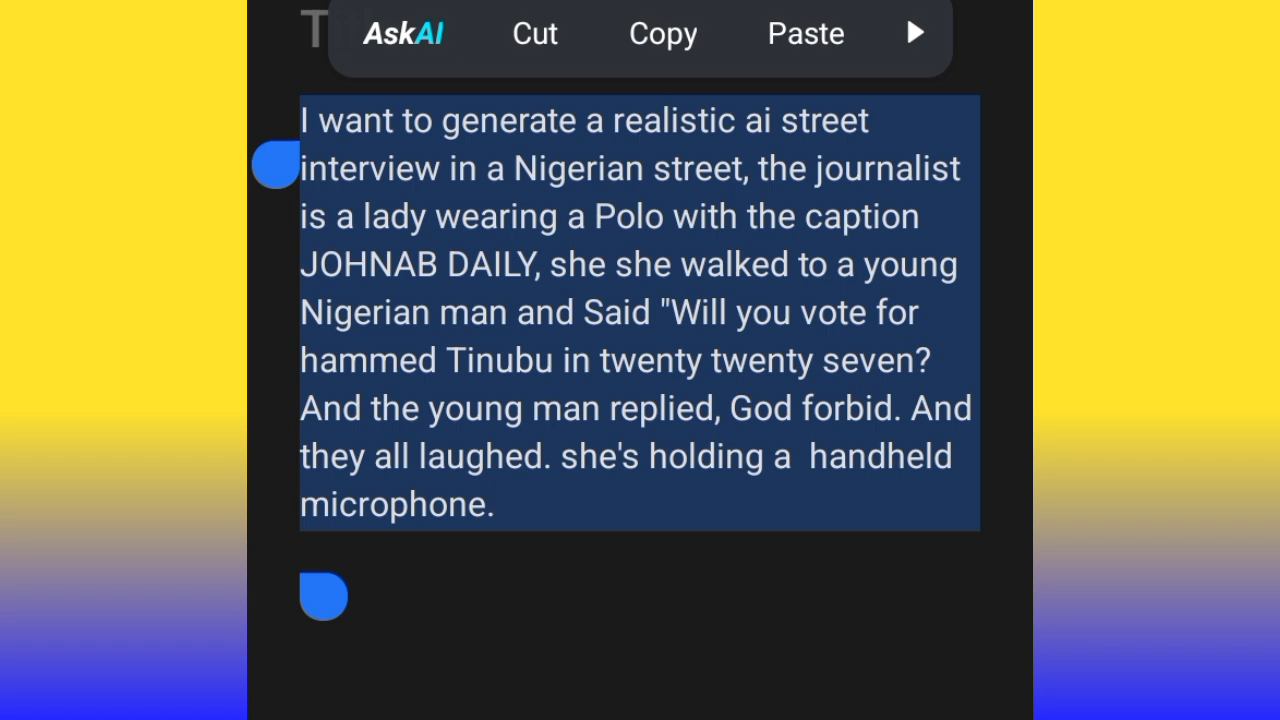 AskAI Cut Copy Paste
I want to generate a realistic ai street
interview in a Nigerian street, the journalist
is a lady wearing a Polo with the caption
JOHNAB DAILY, she she walked to a young
Nigerian man and Said "Will you vote for
hammed Tinubu in twenty twenty seven?
And the young man replied, God forbid. And
they all laughed. she's holding a  handheld
microphone.